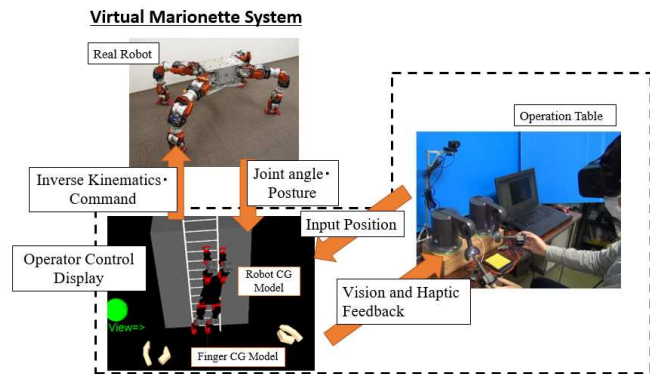 Virtual Marionette System
Real Robot
Operation Table
Inverse Kinematics・
Command
Joint angle・
Posture
Input Position
Operator Control
Display
Robot CG
Model
Vision and Haptic
Feedback
View=>
Finger CG Model